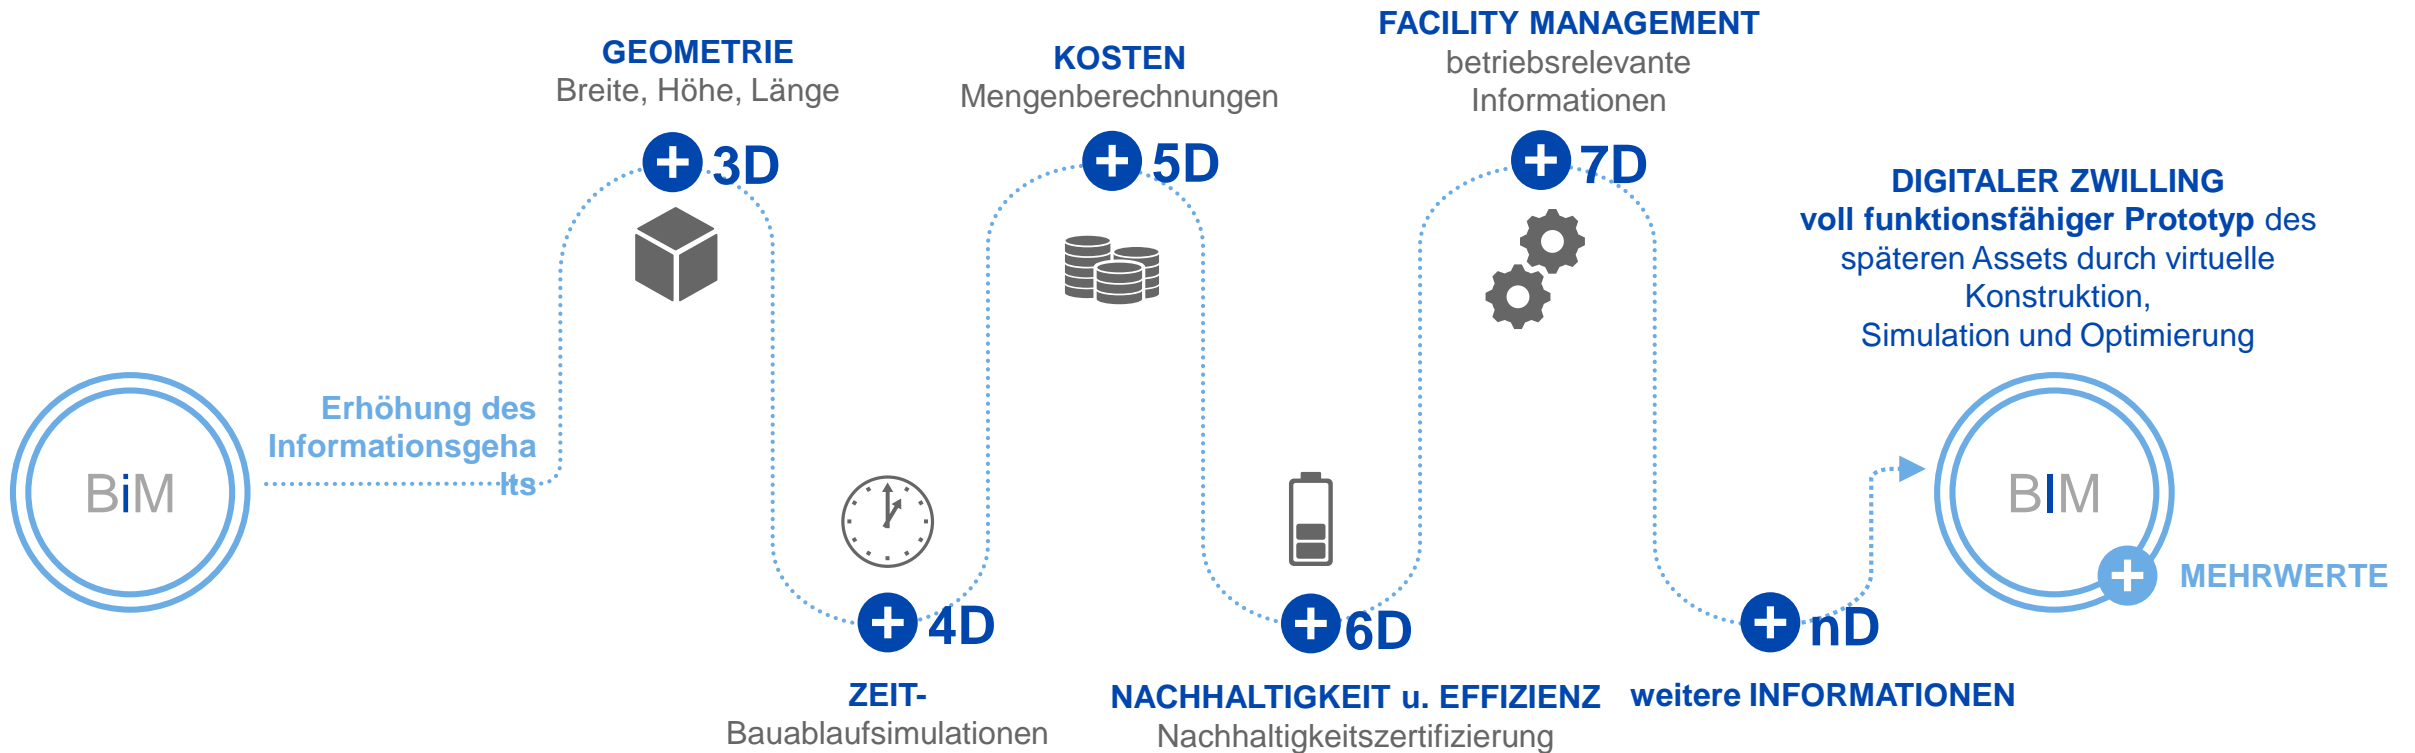 BiM
Erhöhung des
Informationsgeha
lts
GEOMETRIE
Breite, Höhe, Länge
3D
4D
ZEIT-
Bauablaufsimulationen
KOSTEN
Mengenberechnungen
5D
6D
NACHHALTIGKEIT u. EFFIZIENZ
Nachhaltigkeitszertifizierung
FACILITY MANAGEMENT
betriebsrelevante
Informationen
7D
nD
weitere INFORMATIONEN
DIGITALER ZWILLING
voll funktionsfähiger Prototyp des
späteren Assets durch virtuelle
Konstruktion,
Simulation und Optimierung
BIM
MEHRWERTE